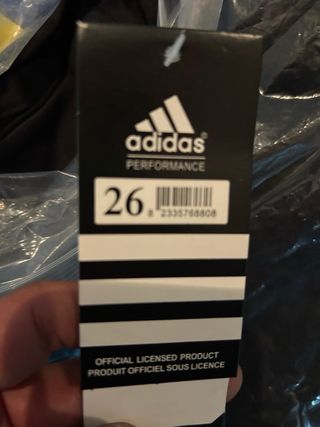 adidas®
PERFORMANCE
26
8 2335768808
OFFICIAL LICENSED PRODUCT
PRODUIT OFFICIEL SOUS LICENCE